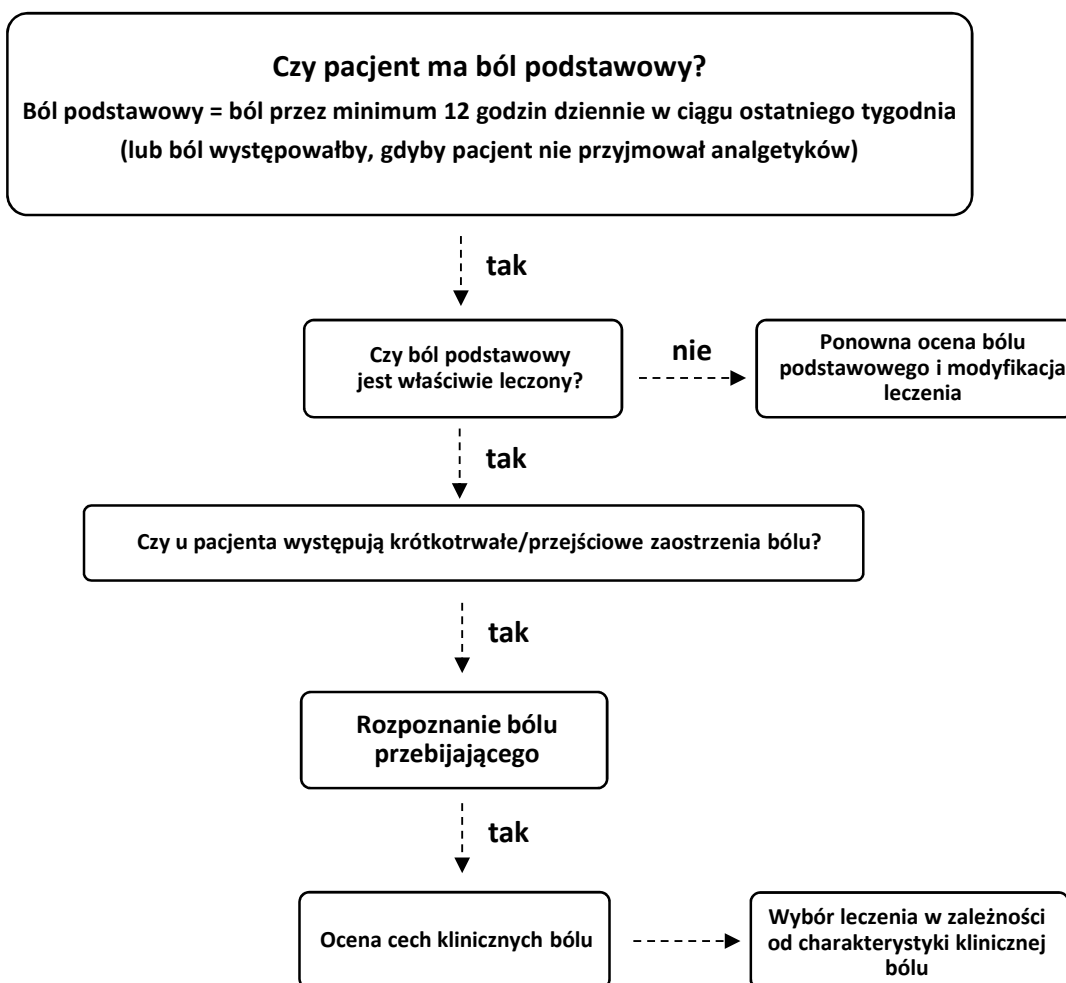 Czy pacjent ma ból podstawowy?
Ból podstawowy = ból przez minimum 12 godzin dziennie w ciągu ostatniego tygodnia
(lub ból występowałby, gdyby pacjent nie przyjmował analgetyków)
tak
Czy ból podstawowy
jest właściwie leczony?
nie
Ponowna ocena bólu
podstawowego i modyfikacja
leczenia
tak
Czy u pacjenta występują krótkotrwałe/przejściowe zaostrzenia bólu?
tak
Rozpoznanie bólu
przebijającego
tak
Ocena cech klinicznych bólu
Wybór leczenia w zależności
od charakterystyki klinicznej
bólu